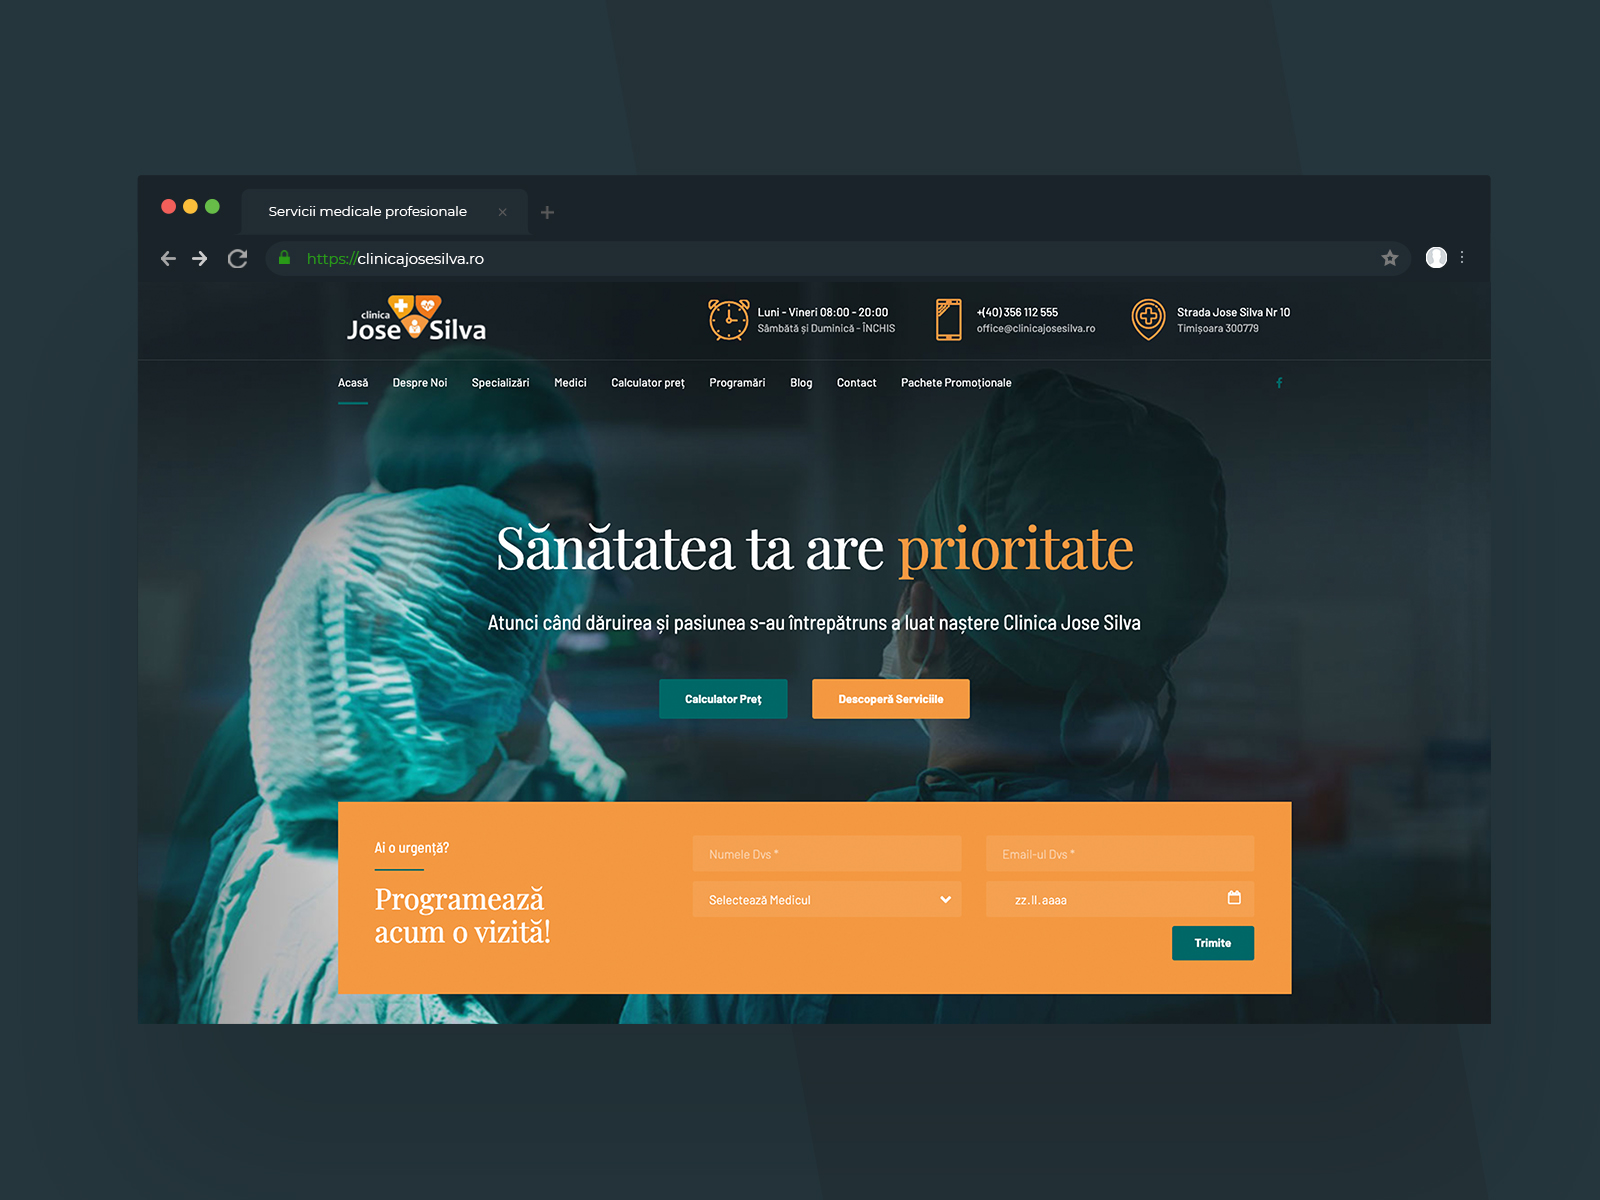 Servicii medicale profesionale
https://clinicajosesilva.ro
clinica
Jose Silva
Luni - Vineri 08:00 - 20:00
Sâmbătă și Duminică - ÎNCHIS
+(40) 356 112 555
office@clinicajosesilva.ro
Strada Jose Silva Nr 10
Timișoara 300779
Acasă Despre Noi Specializări Medici Calculator preț Programări Blog Contact Pachete Promoționale
Sănătatea ta are prioritate
Atunci când dăruirea și pasiunea s-au întrepătruns a luat naștere Clinica Jose Silva
Calculator Preț Descoperă Serviciile
Ai o urgență?
Programează
acum o vizită!
Numele Dvs * Email-ul Dvs *
Selectează Medicul zz.ll.aaaa
Trimite